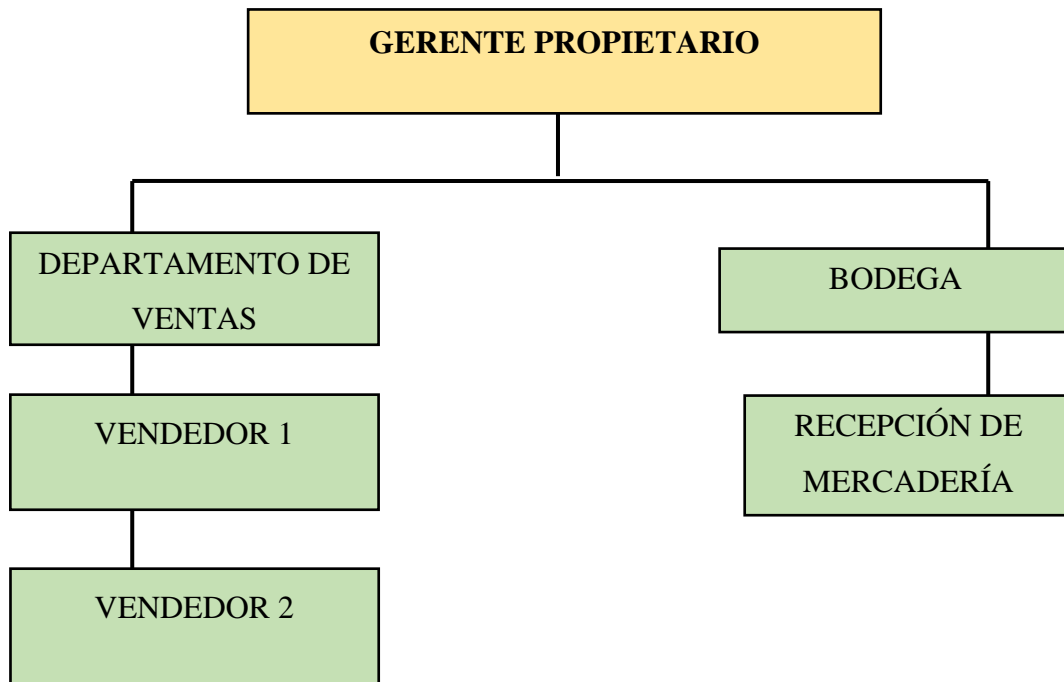 GERENTE PROPIETARIO
DEPARTAMENTO DE
VENTAS
BODEGA
VENDEDOR 1
RECEPCIÓN DE
MERCADERÍA
VENDEDOR 2